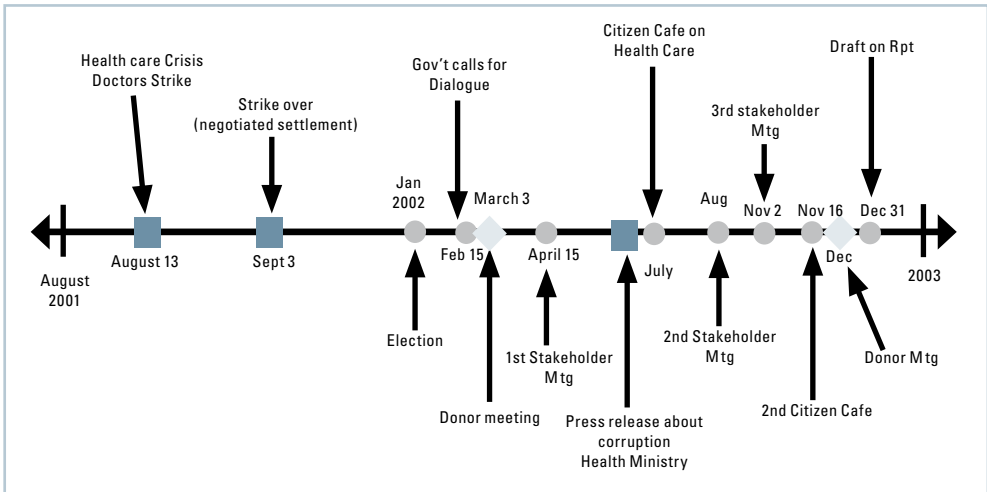 Health care Crisis
Doctors Strike
Strike over
(negotiated settlement)
Gov't calls for
Dialogue
Citizen Cafe on
Health Care
3rd stakeholder
Mtg
Draft on Rpt
August
2001
August 13
Sept 3
Jan
2002
Feb 15
March 3
April 15
July
Aug
Nov 2
Nov 16
Dec
Dec 31
2003
Election
Donor meeting
1st Stakeholder
Mtg
Press release about
corruption
Health Ministry
2nd Stakeholder
Mtg
2nd Citizen Cafe
Donor Mtg